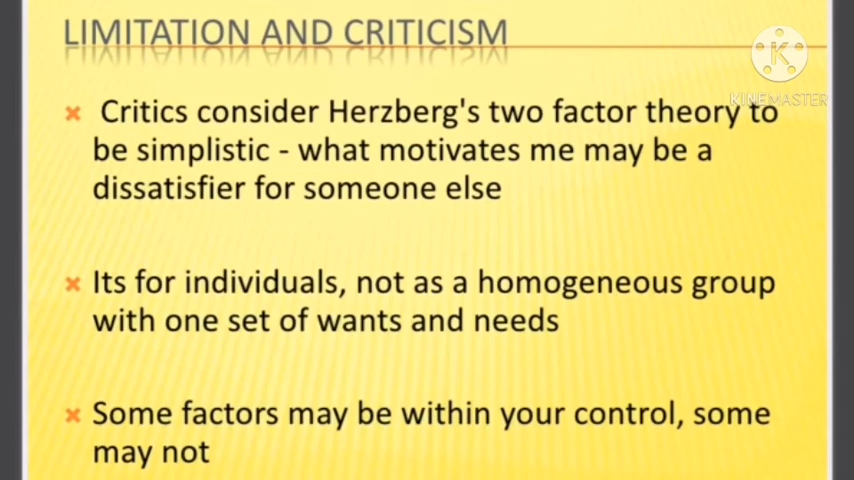 LIMITATION AND CRITICISM
K
KINEMASTER
Critics consider Herzberg's two factor theory to
be simplistic - what motivates me may be a
dissatisfier for someone else
Its for individuals, not as a homogeneous group
with one set of wants and needs
Some factors may be within your control, some
may not